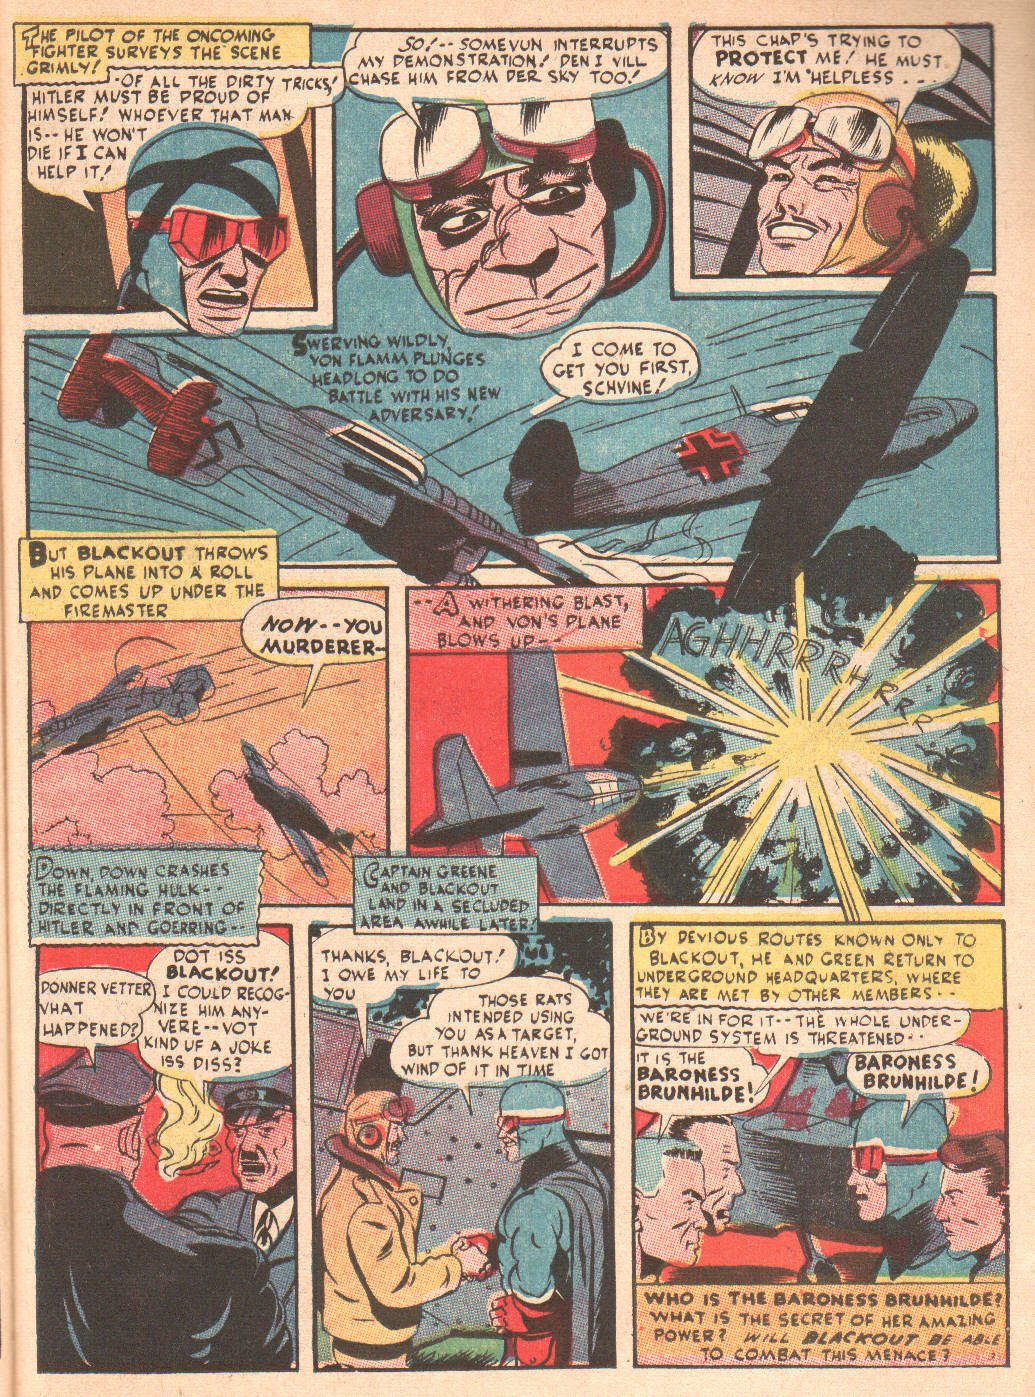 THE PILOT OF THE ONCOMING
FIGHTER SURVEYS THE SCENE
GRIMLY!
-OF ALL THE DIRTY TRICKS!
HITLER MUST BE PROUD OF
HIMSELF! WHOEVER THAT MAN
IS-- HE WON'T
DIE IF I CAN
HELP IT!
SO!-- SOMEVUN INTERRUPTS
MY DEMONSTRATION! DEN I VILL
CHASE HIM FROM DER SKY TOO!
THIS CHAP'S TRYING TO
PROTECT ME! HE MUST
KNOW I'M HELPLESS ...
SWERVING WILDLY,
VON FLAMM PLUNGES
HEADLONG TO DO
BATTLE WITH HIS NEW
ADVERSARY!
I COME TO
GET YOU FIRST,
SCHVINE!
BUT BLACKOUT THROWS
HIS PLANE INTO A ROLL
AND COMES UP UNDER THE
FIREMASTER
NOW--YOU
MURDERER-
--A WITHERING BLAST,
AND VON'S PLANE
BLOWS UP--
AGHHRRRHRRR
DOWN, DOWN CRASHES
THE FLAMING HULK--
DIRECTLY IN FRONT OF
HITLER AND GOERRING--
DONNER VETTER
VHAT
HAPPENED?
DOT ISS
BLACKOUT!
I COULD RECOG-
NIZE HIM ANY-
VERE--VOT
KIND UF A JOKE
ISS DISS?
CAPTAIN GREENE
AND BLACKOUT
LAND IN A SECLUDED
AREA AWHILE LATER!
THANKS, BLACKOUT!
I OWE MY LIFE TO
YOU
THOSE RATS
INTENDED USING
YOU AS A TARGET,
BUT THANK HEAVEN I GOT
WIND OF IT IN TIME
BY DEVIOUS ROUTES KNOWN ONLY TO
BLACKOUT, HE AND GREEN RETURN TO
UNDERGROUND HEADQUARTERS, WHERE
THEY ARE MET BY OTHER MEMBERS--
WE'RE IN FOR IT--THE WHOLE UNDER-
GROUND SYSTEM IS THREATENED--
IT IS THE
BARONESS
BRUNHILDE!
BARONESS
BRUNHILDE!
WHO IS THE BARONESS BRUNHILDE?
WHAT IS THE SECRET OF HER AMAZING
POWER? WILL BLACKOUT BE ABLE
TO COMBAT THIS MENACE?